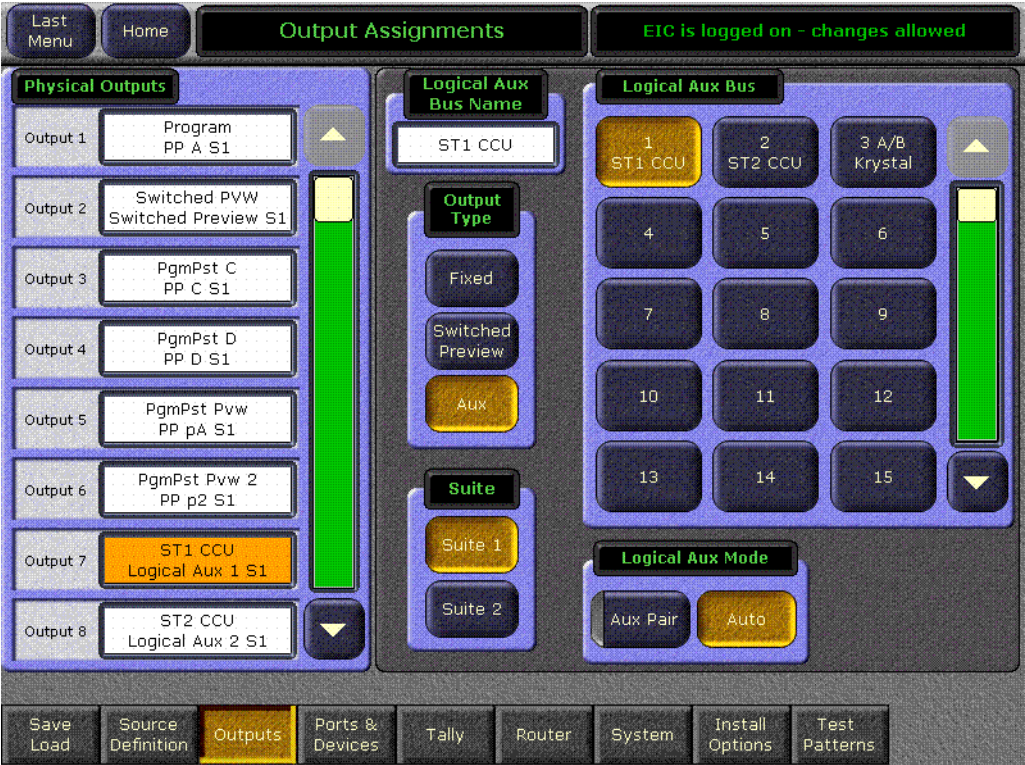 Last
Menu
Home
Output Assignments
EIC is logged on - changes allowed
Physical Outputs
Output 1
Program
PP A S1
Output 2
Switched PVW
Switched Preview S1
Output 3
PgmPst C
PP C S1
Output 4
PgmPst D
PP D S1
Output 5
PgmPst Pvw
PP pA S1
Output 6
PgmPst Pvw 2
PP p2 S1
Output 7
ST1 CCU
Logical Aux 1 S1
Output 8
ST2 CCU
Logical Aux 2 S1
Logical Aux
Bus Name
ST1 CCU
Output
Type
Fixed
Switched
Preview
Aux
Suite
Suite 1
Suite 2
Logical Aux Bus
1
ST1 CCU
2
ST2 CCU
3 A/B
Krystal
4
5
6
7
8
9
10
11
12
13
14
15
Logical Aux Mode
Aux Pair
Auto
Save
Load
Source
Definition
Outputs
Ports &
Devices
Tally
Router
System
Install
Options
Test
Patterns